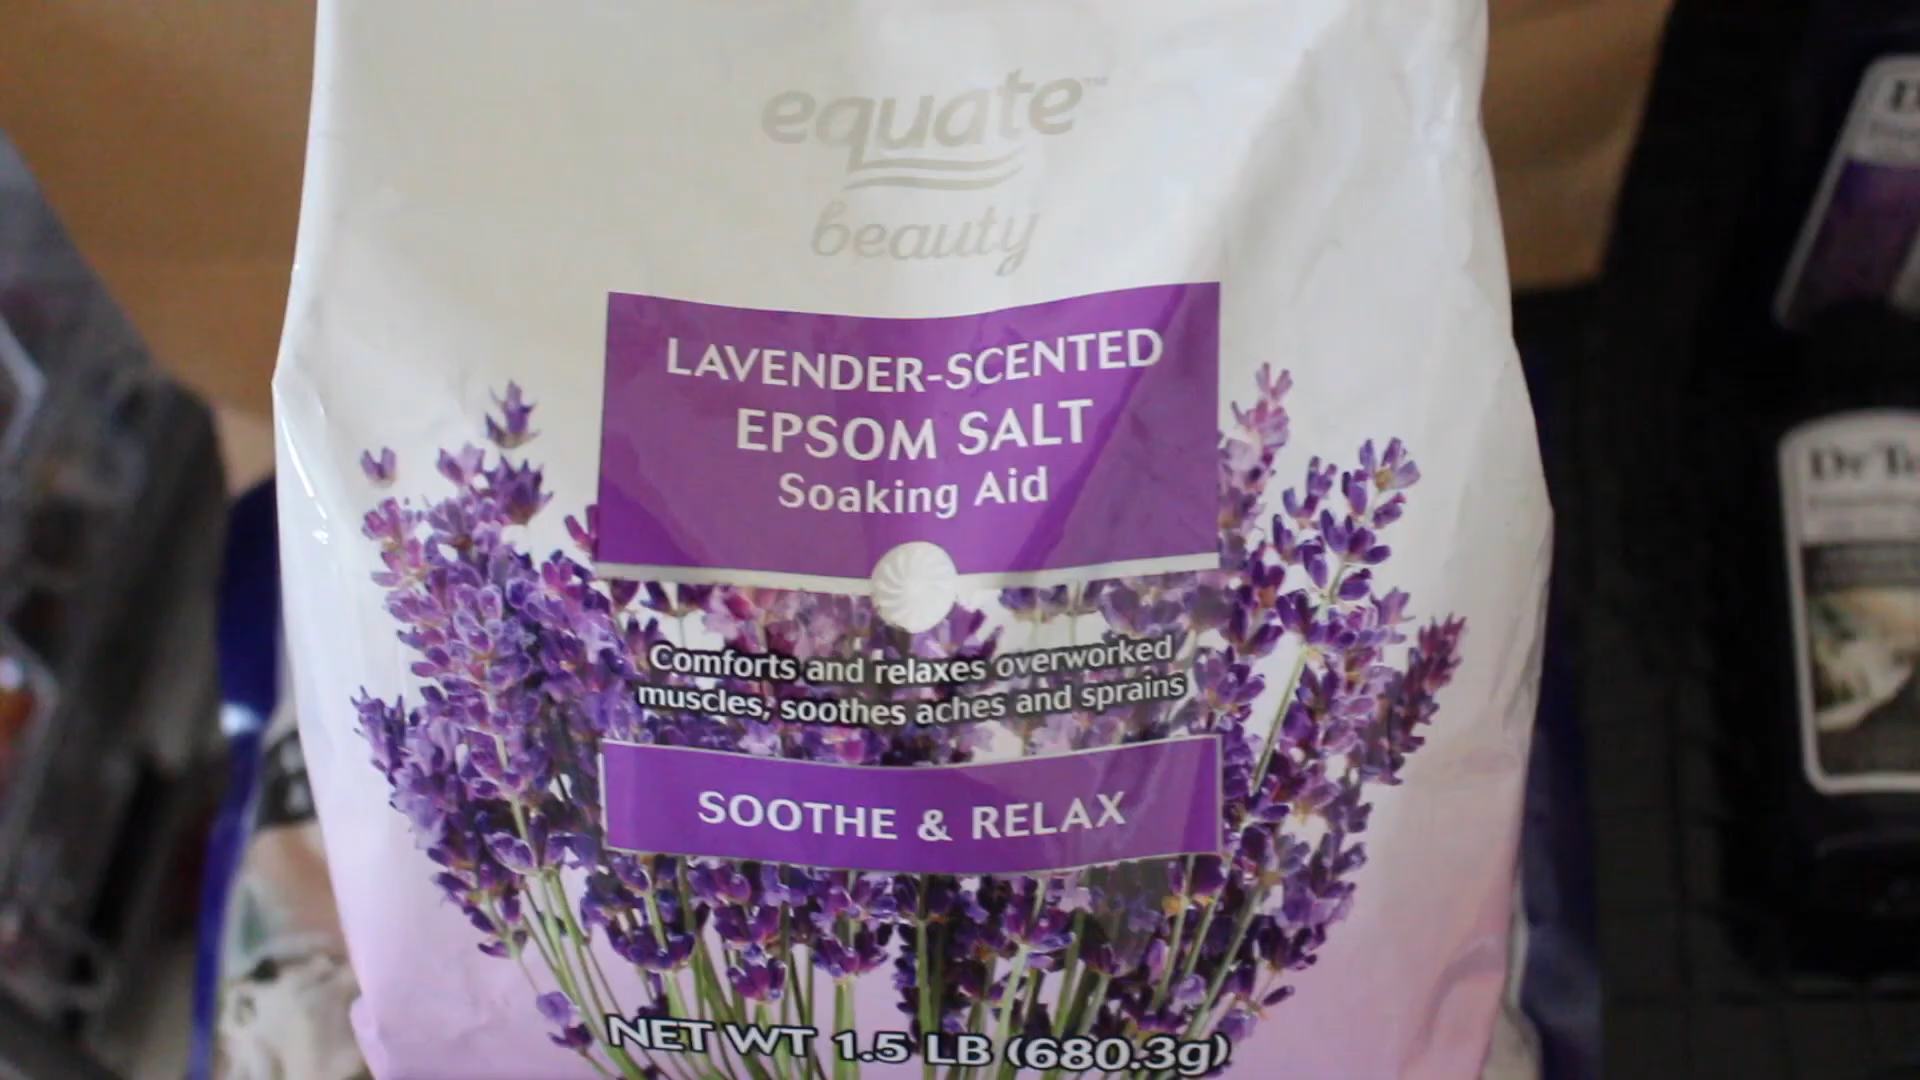 equate™
beauty
LAVENDER-SCENTED
EPSOM SALT
Soaking Aid
Comforts and relaxes overworked
muscles, soothes aches and sprains
SOOTHE & RELAX
NET WT 1.5 LB (680.3g)